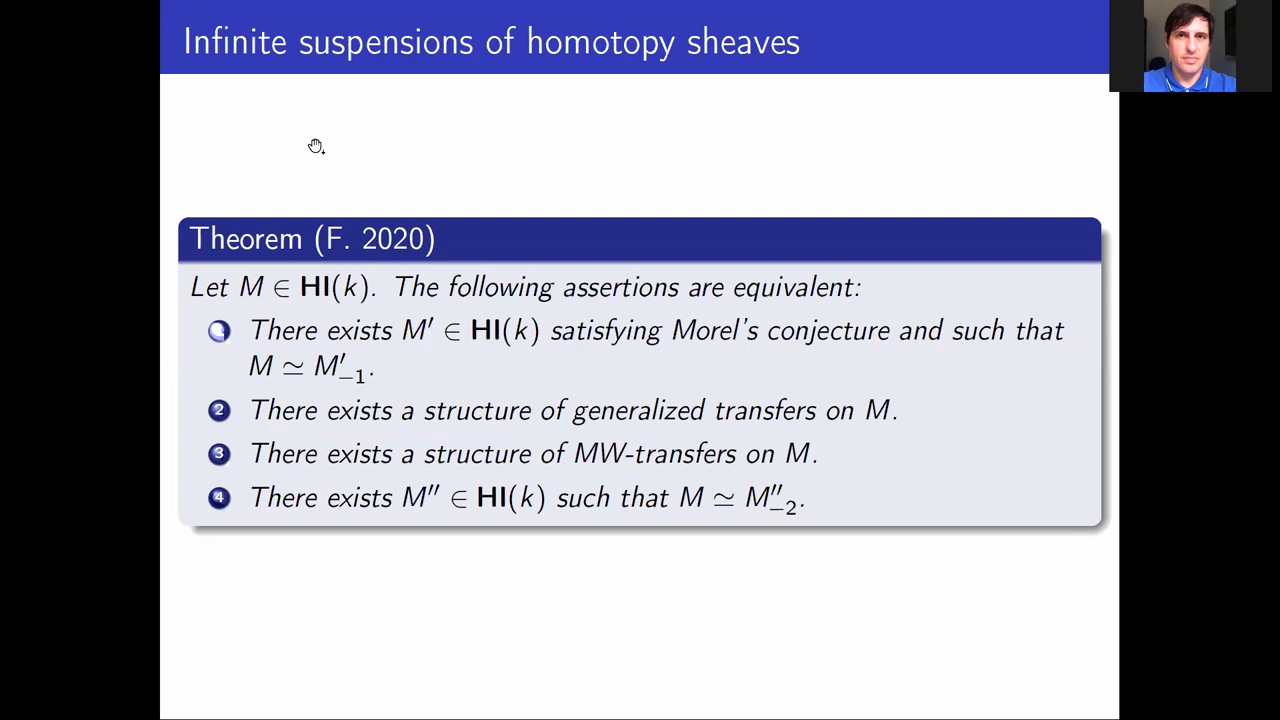 Infinite suspensions of homotopy sheaves
Theorem (F. 2020)
Let M ∈ HI(k). The following assertions are equivalent:
There exists M′ ∈ HI(k) satisfying Morel's conjecture and such that
M ≃ M′₋₁.
2 There exists a structure of generalized transfers on M.
3 There exists a structure of MW-transfers on M.
4 There exists M″ ∈ HI(k) such that M ≃ M″₋₂.